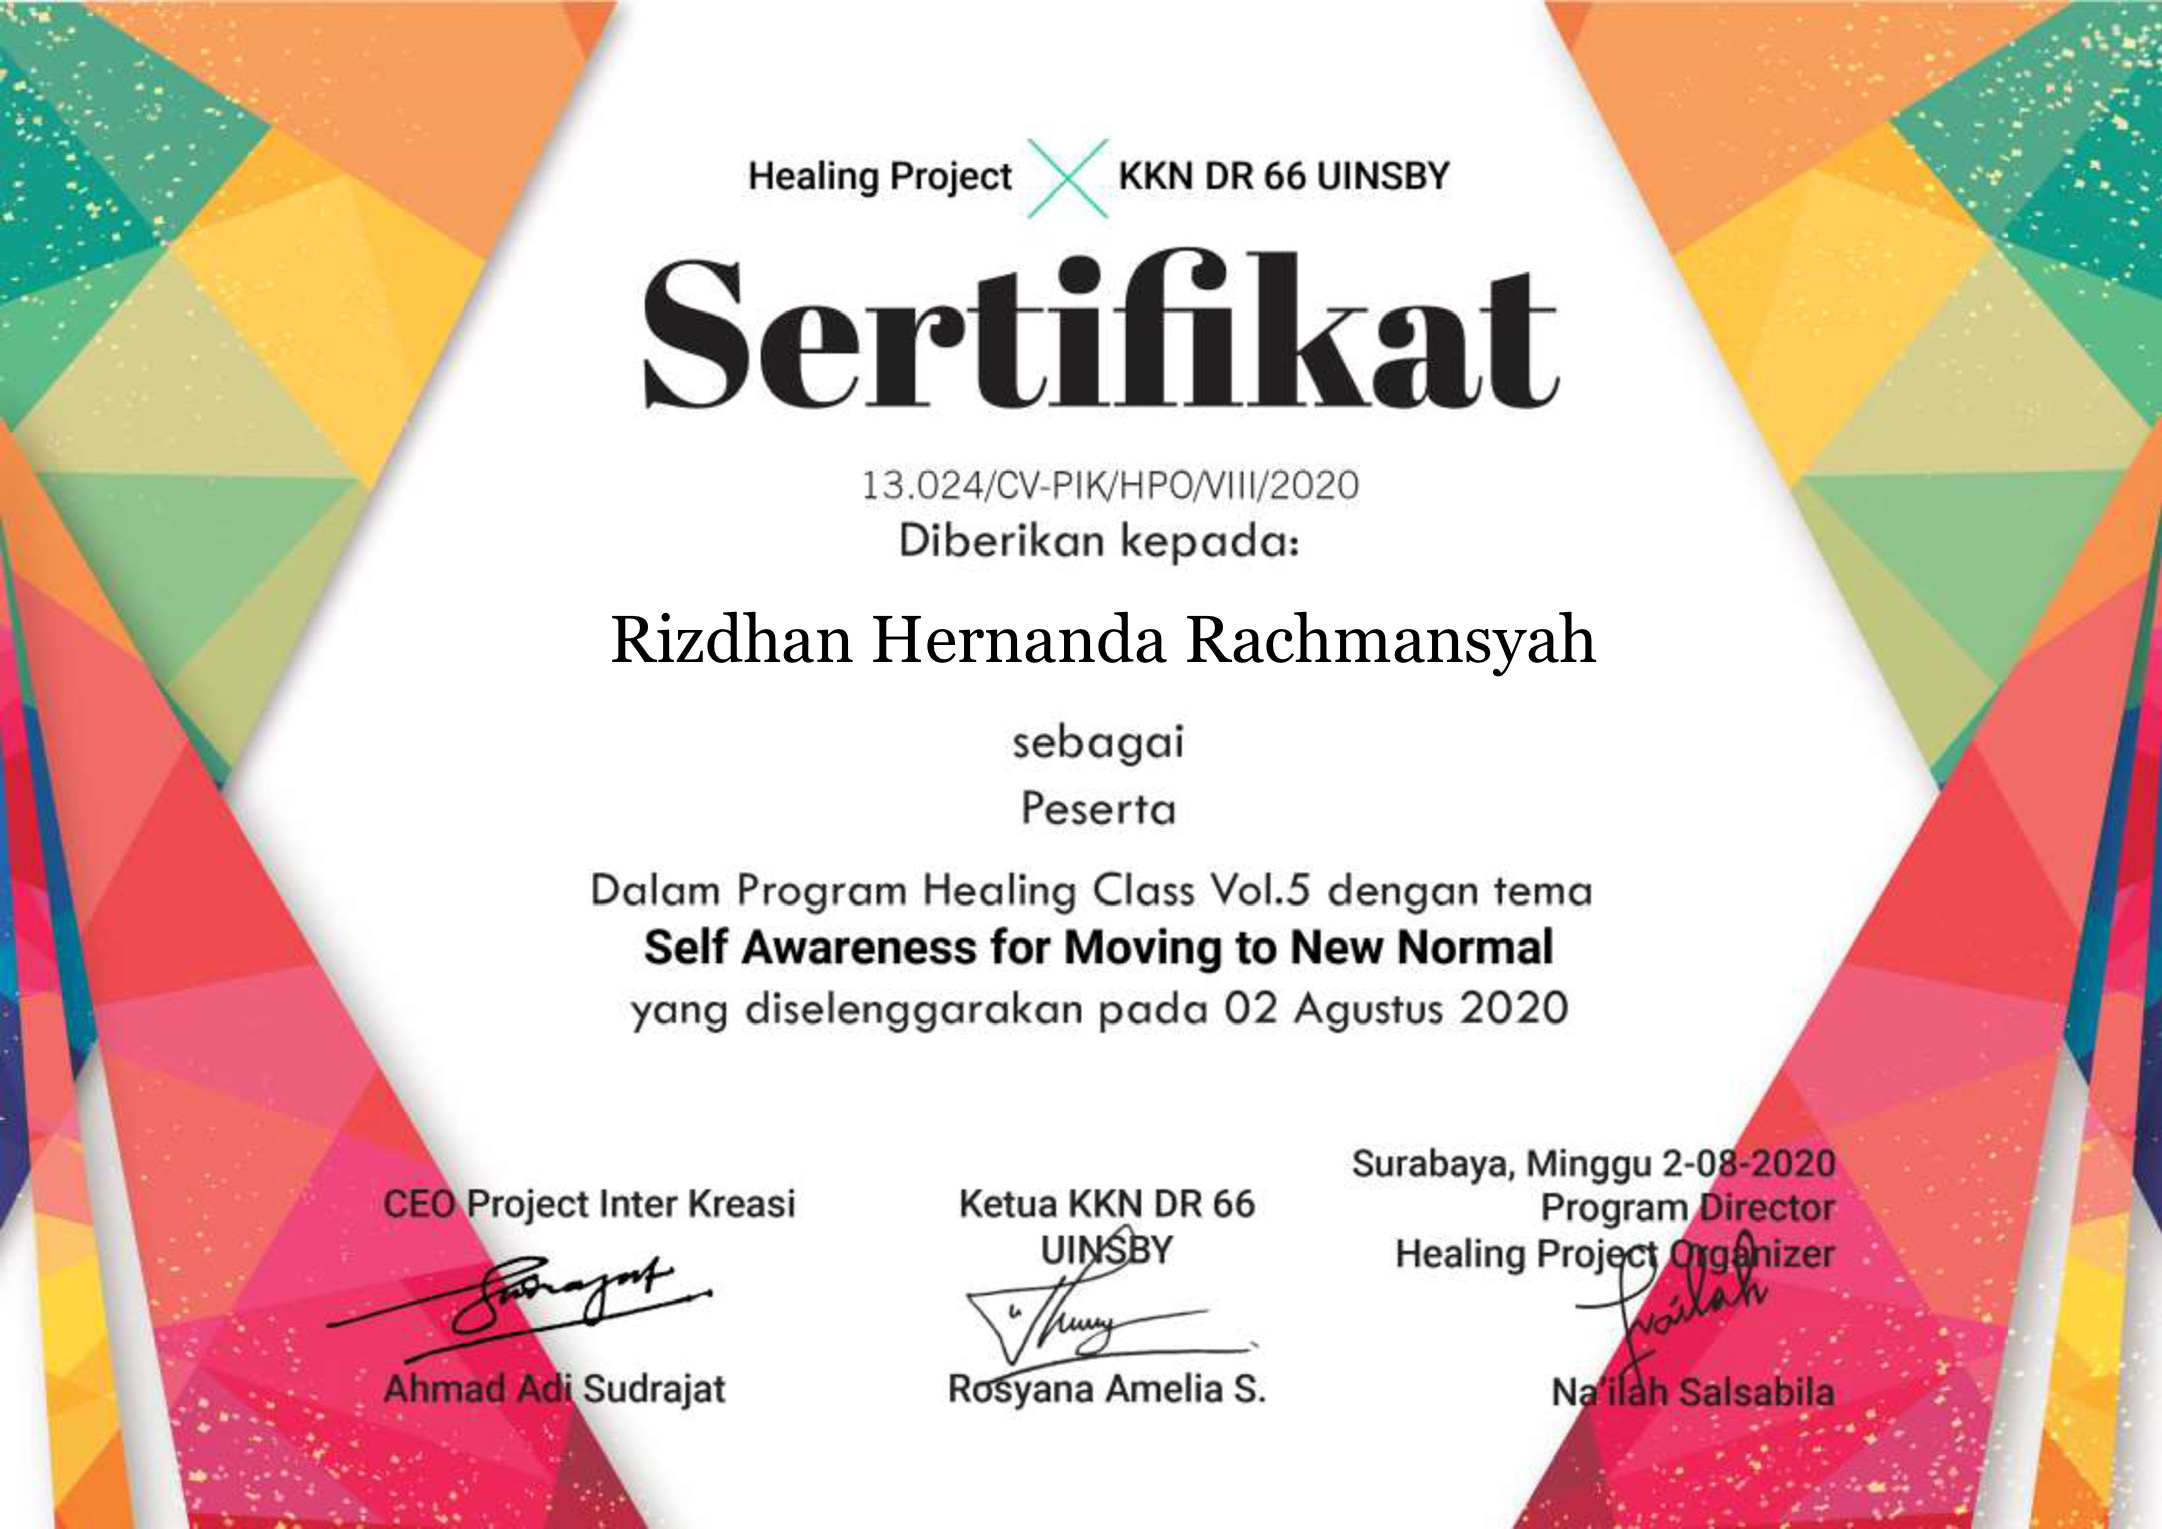 Healing Project X KKN DR 66 UINSBY
Sertifikat
13.024/CV-PIK/HPO/VIII/2020
Diberikan kepada:
Rizdhan Hernanda Rachmansyah
sebagai
Peserta
Dalam Program Healing Class Vol.5 dengan tema
Self Awareness for Moving to New Normal
yang diselenggarakan pada 02 Agustus 2020
CEO Project Inter Kreasi
Sudrajat
Ahmad Adi Sudrajat
Ketua KKN DR 66
UINSBY
Rosyana Amelia S.
Surabaya, Minggu 2-08-2020
Program Director
Healing Project Organizer
Na'ilah
Na'ilah Salsabila